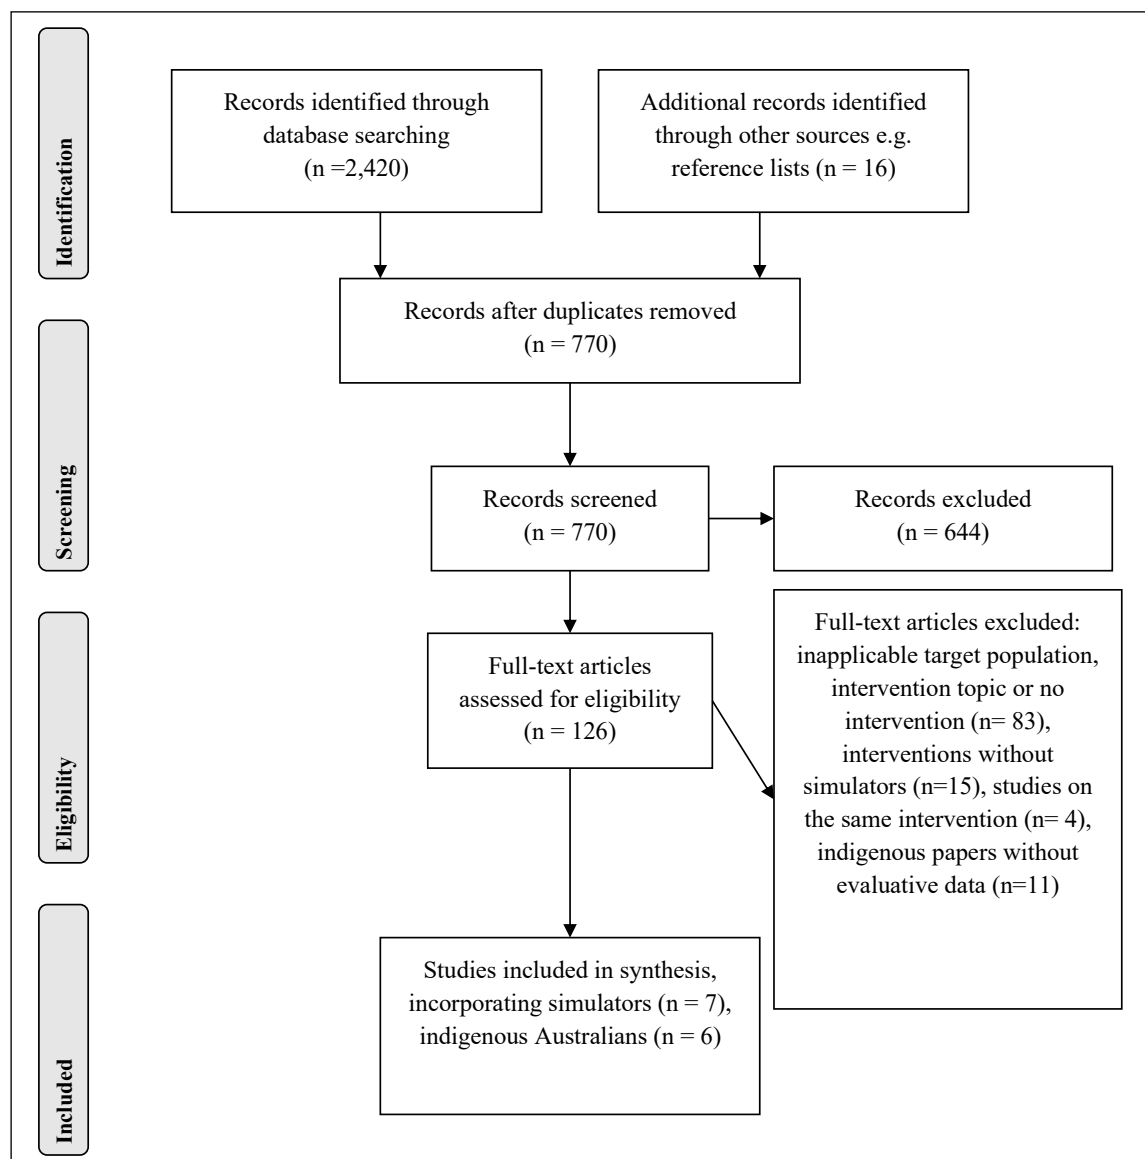 Identification
Records identified through
database searching
(n =2,420)
Additional records identified
through other sources e.g.
reference lists (n = 16)
Records after duplicates removed
(n = 770)
Screening
Records screened
(n = 770)
Records excluded
(n = 644)
Eligibility
Full-text articles
assessed for eligibility
(n = 126)
Full-text articles excluded:
inapplicable target population,
intervention topic or no
intervention (n= 83),
interventions without
simulators (n=15), studies on
the same intervention (n= 4),
indigenous papers without
evaluative data (n=11)
Included
Studies included in synthesis,
incorporating simulators (n = 7),
indigenous Australians (n = 6)